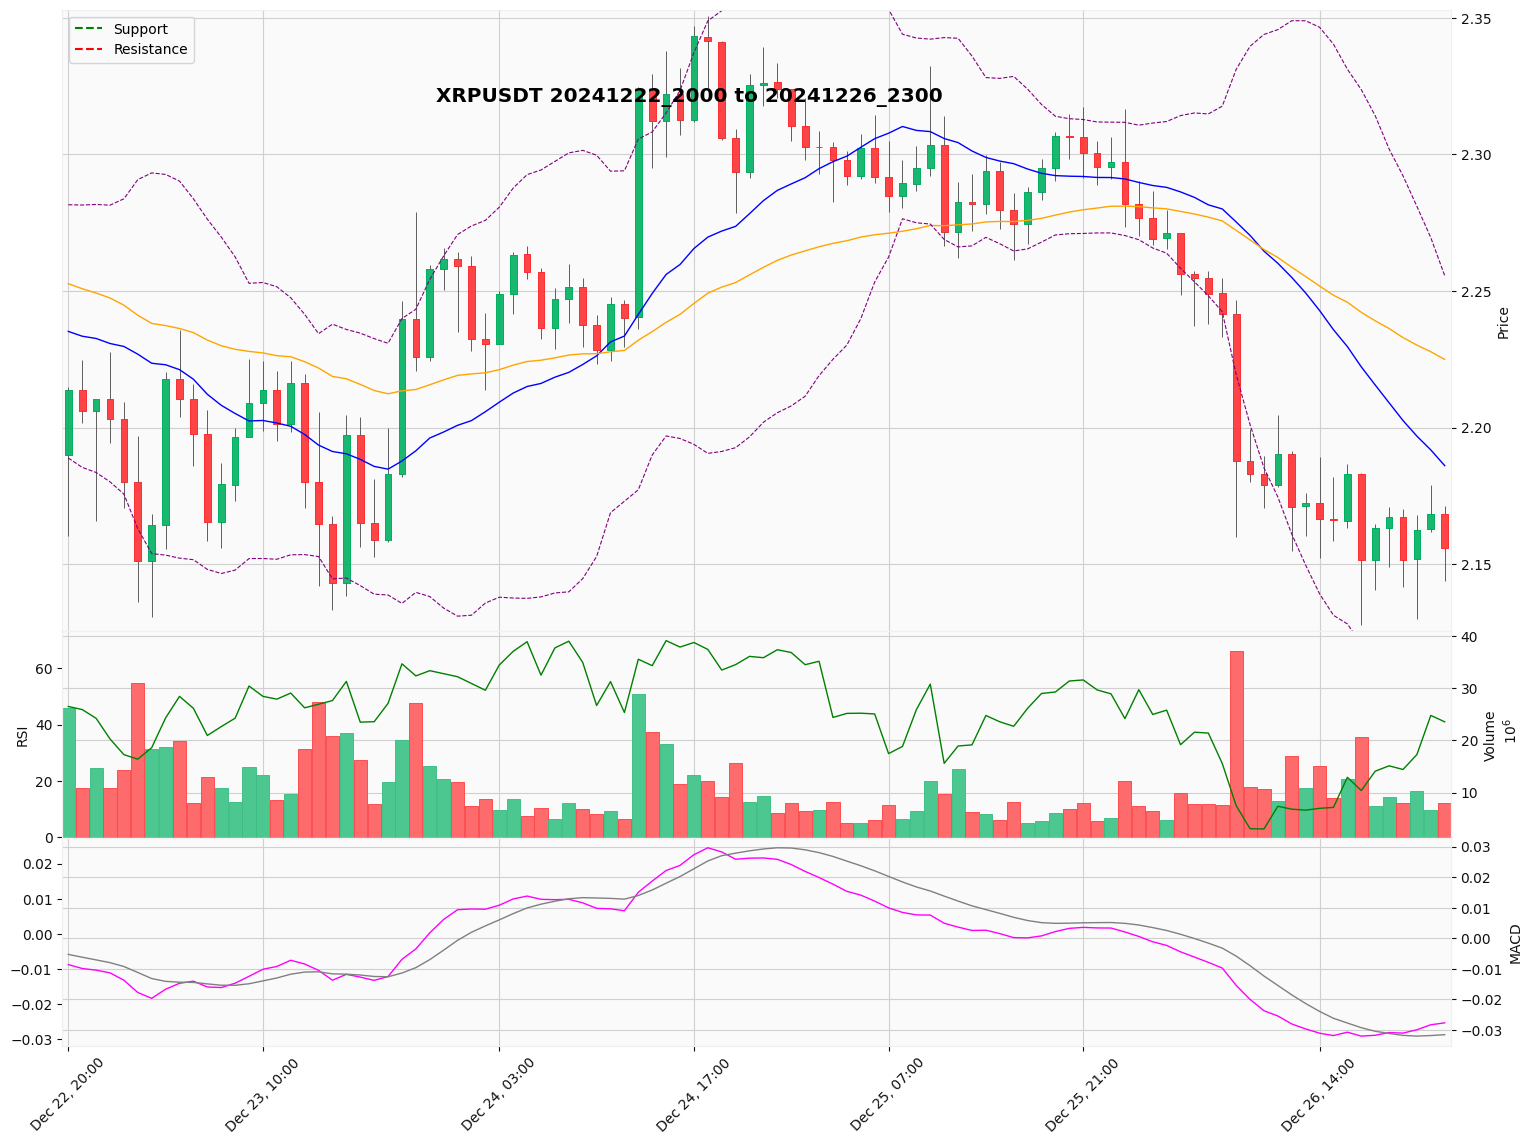 Support
Resistance
XRPUSDT 20241222_2000 to 20241226_2300
2.35
2.30
2.25
2.20
2.15
Price
60
40
20
0
RSI
40
30
20
10
Volume
10^6
0.02
0.01
0.00
−0.01
−0.02
−0.03
0.03
0.02
0.01
0.00
−0.01
−0.02
−0.03
MACD
Dec 22, 20:00
Dec 23, 10:00
Dec 24, 03:00
Dec 24, 17:00
Dec 25, 07:00
Dec 25, 21:00
Dec 26, 14:00